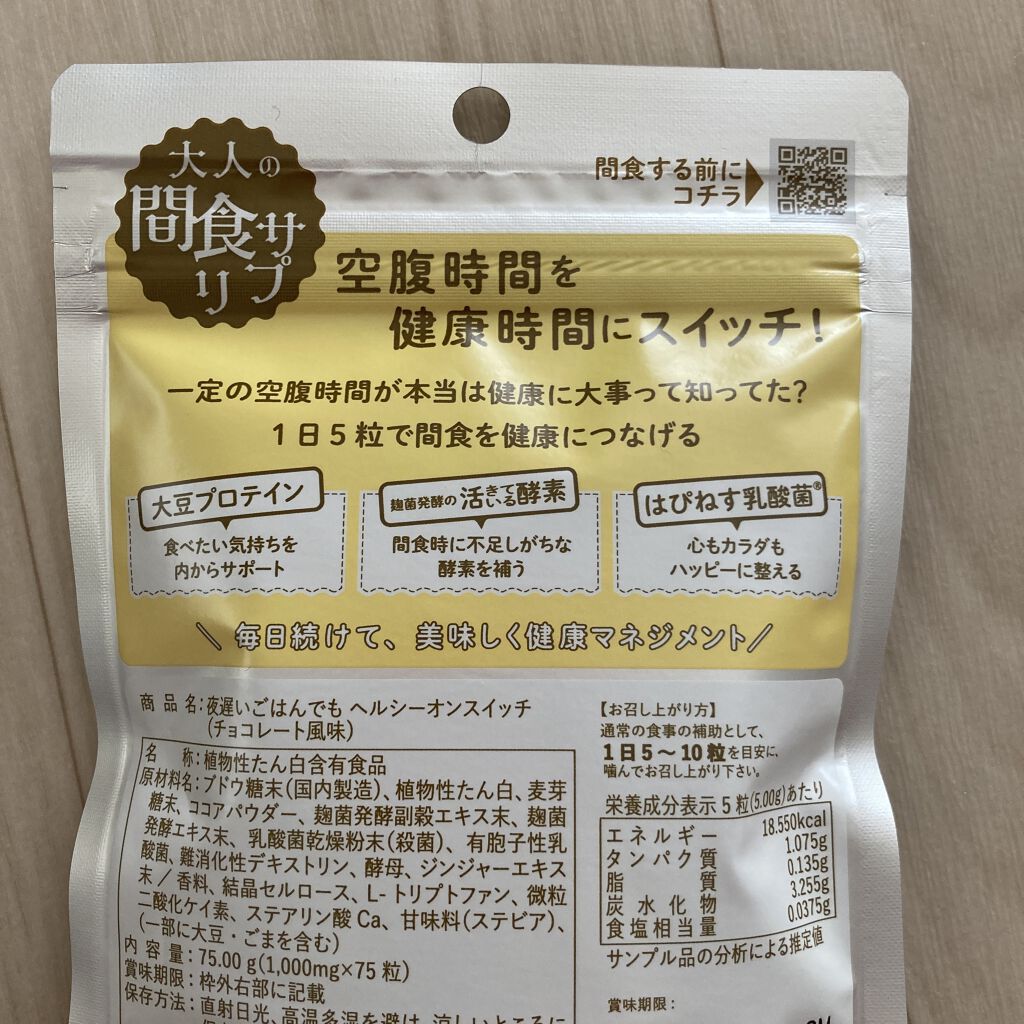 大人の
間食サプリ
間食する前に
コチラ
空腹時間を
健康時間にスイッチ！
一定の空腹時間が本当は健康に大事って知ってた？
1日5粒で間食を健康につなげる
大豆プロテイン
食べたい気持ちを
内からサポート
麹菌発酵の活きている酵素
間食時に不足しがちな
酵素を補う
はぴねす乳酸菌®
心もカラダも
ハッピーに整える
＼毎日続けて、美味しく健康マネジメント／
商品名：夜遅いごはんでも ヘルシーオンスイッチ
(チョコレート風味)
名称：植物性たん白含有食品
原材料名：ブドウ糖末(国内製造)、植物性たん白、麦芽
糖末、ココアパウダー、麹菌発酵副穀エキス末、麹菌
発酵エキス末、乳酸菌乾燥粉末(殺菌)、有胞子性乳
酸菌、難消化性デキストリン、酵母、ジンジャーエキス
末／香料、結晶セルロース、L-トリプトファン、微粒
二酸化ケイ素、ステアリン酸Ca、甘味料(ステビア)、
(一部に大豆・ごまを含む)
内容量：75.00g(1,000mg×75粒)
賞味期限：枠外右部に記載
保存方法：直射日光、高温多湿を避け、涼しいところに
【お召し上がり方】
通常の食事の補助として、
1日5～10粒を目安に、
噛んでお召し上がり下さい。
栄養成分表示5粒(5.00g)あたり
エネルギー 18.550kcal
タンパク質 1.075g
脂質 0.135g
炭水化物 3.255g
食塩相当量 0.0375g
サンプル品の分析による推定値
賞味期限：